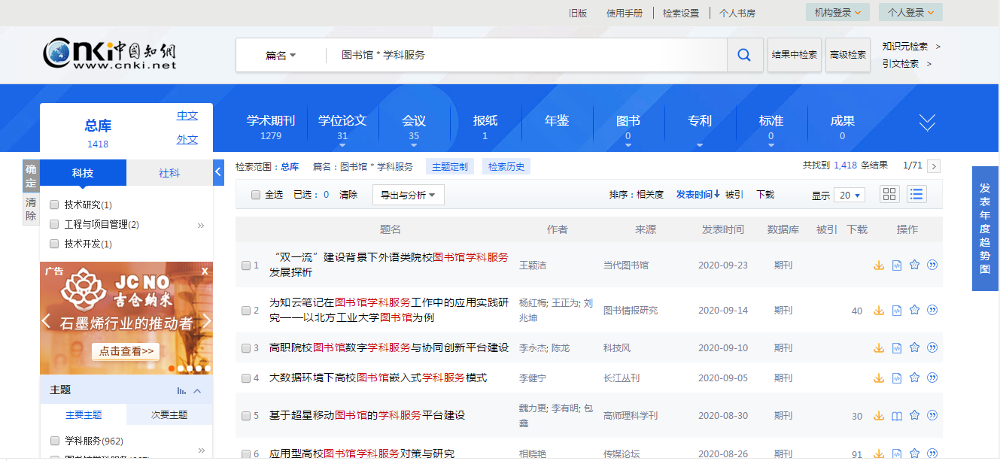 旧版 使用手册 检索设置 个人书房 机构登录 个人登录
cnki中国知網
www.cnki.net
篇名 图书馆 * 学科服务 结果中检索 高级检索
知识元检索 >
引文检索 >
总库
1418
中文
外文
学术期刊 学位论文 会议 报纸 年鉴 图书 专利 标准 成果
1279 31 35 1 0 0 0
确定
清除
科技 社科
技术研究(1)
工程与项目管理(2) »
技术开发(1)
广告 X
JC NO
吉仓纳米
石墨烯行业的推动者
点击查看>>
主题
主要主题 次要主题
学科服务(962)
»
检索范围：总库 篇名：图书馆 * 学科服务 主题定制 检索历史 共找到 1,418 条结果 1/71 >
全选 已选：0 清除 导出与分析 排序：相关度 发表时间↓ 被引 下载 显示 20
题名 作者 来源 发表时间 数据库 被引 下载 操作
1 “双一流”建设背景下外语类院校图书馆学科服务发展探析 王颖洁 当代图书馆 2020-09-23 期刊
2 为知云笔记在图书馆学科服务工作中的应用实践研究——以北方工业大学图书馆为例 杨红梅; 王正为; 刘兆坤 图书情报研究 2020-09-14 期刊 40
3 高职院校图书馆数字学科服务与协同创新平台建设 李永杰; 陈龙 科技风 2020-09-10 期刊
4 大数据环境下高校图书馆嵌入式学科服务模式 李健宁 长江丛刊 2020-09-05 期刊
5 基于超星移动图书馆的学科服务平台建设 魏力更; 李有明; 包鑫 高师理科学刊 2020-08-30 期刊 30
6 应用型高校图书馆学科服务对策与研究 相晓艳 传媒论坛 2020-08-26 期刊 91
发表年度趋势图